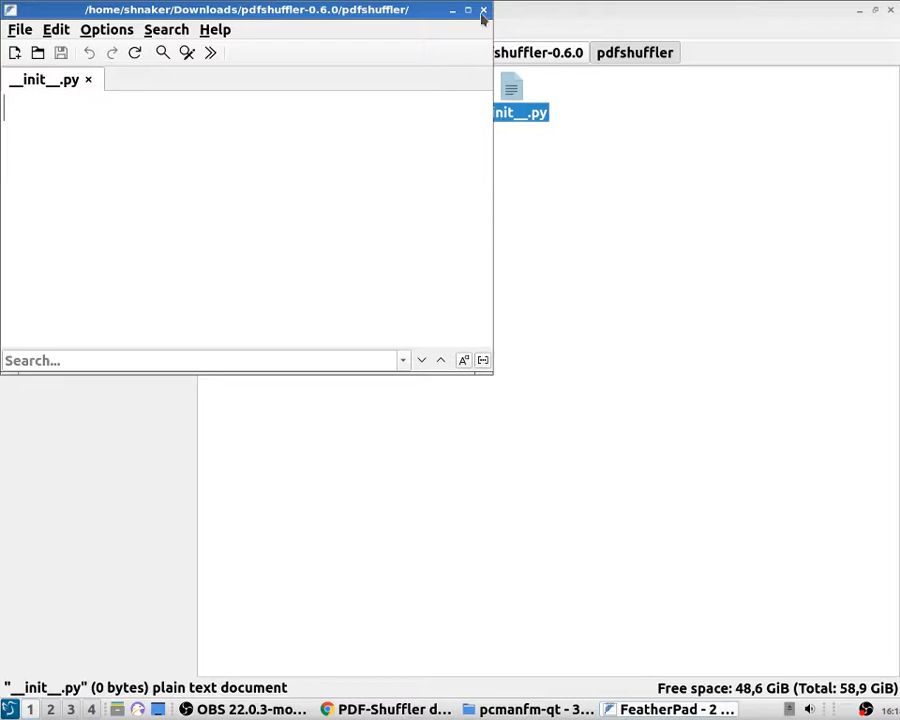 /home/shnaker/Downloads/pdfshuffler-0.6.0/pdfshuffler/
File Edit Options Search Help
shuffler-0.6.0 pdfshuffler
__init__.py ×
init__.py
Search...
"__init__.py" (0 bytes) plain text document
Free space: 48,6 GiB (Total: 58,9 GiB)
1 2 3 4 OBS 22.0.3-mo... PDF-Shuffler d... pcmanfm-qt - 3... FeatherPad - 2 ...